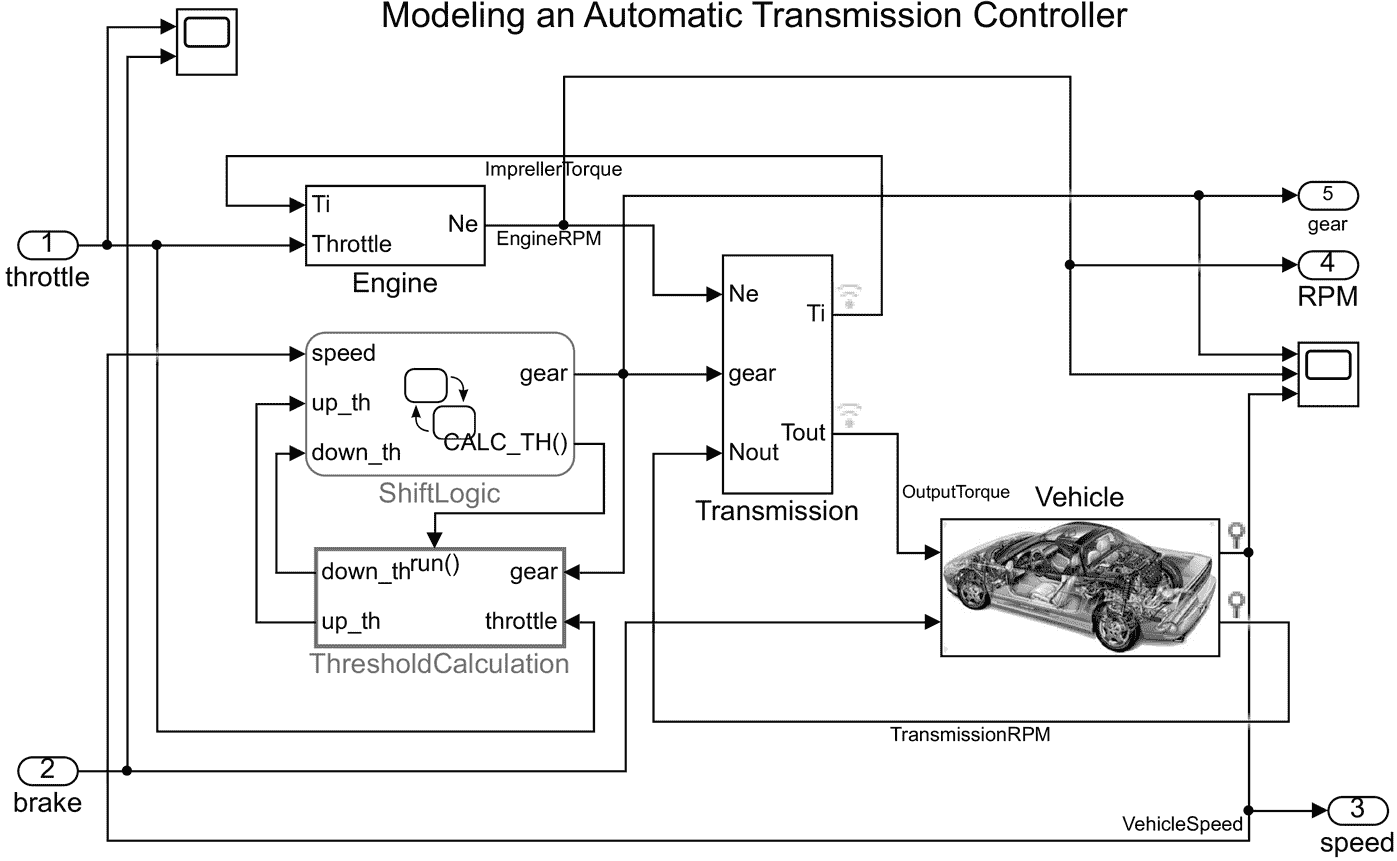 Modeling an Automatic Transmission Controller
ImprellerTorque
Ti
Throttle
Ne
Engine
EngineRPM
1
throttle
5
gear
4
RPM
Ne
gear
Nout
Ti
Tout
Transmission
speed
up_th
down_th
gear
CALC_TH()
ShiftLogic
OutputTorque
Vehicle
down_th
run()
gear
up_th
throttle
ThresholdCalculation
TransmissionRPM
2
brake
VehicleSpeed
3
speed